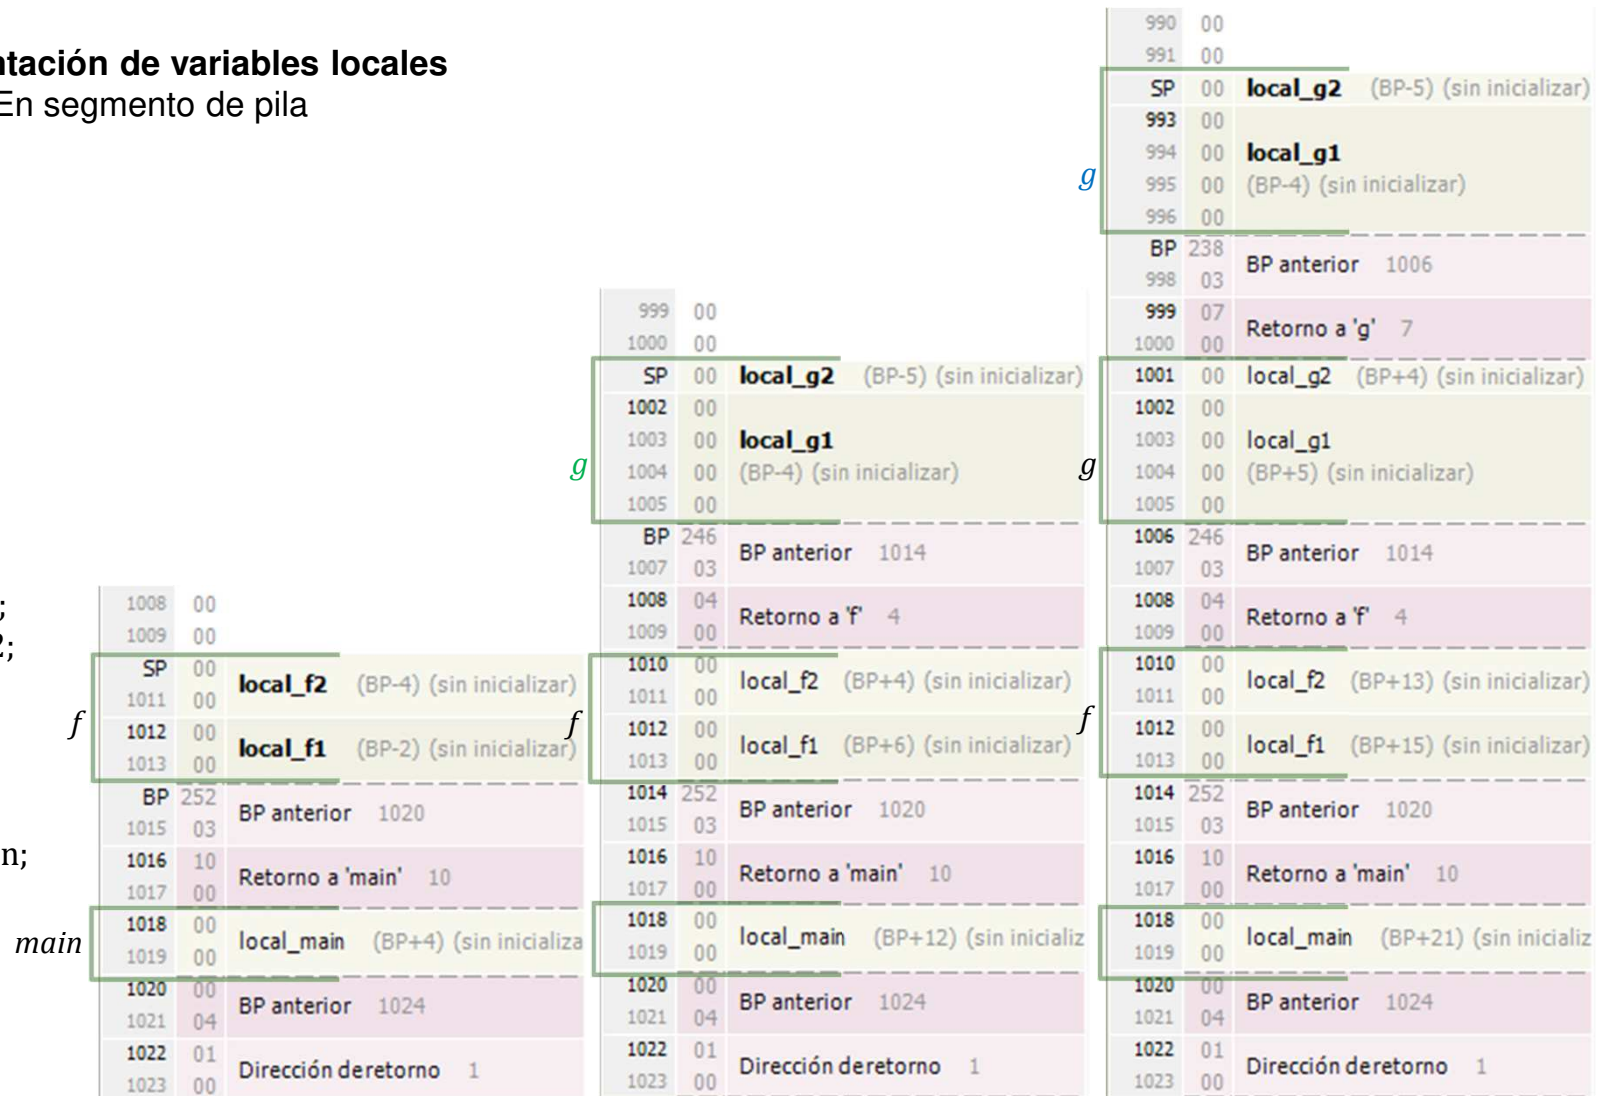 ntación de variables locales
En segmento de pila
;
2;
n;
f
main
1008 00
1009 00
SP 00 local_f2 (BP-4) (sin inicializar)
1011 00
1012 00 local_f1 (BP-2) (sin inicializar)
1013 00
BP 252 BP anterior 1020
1015 03
1016 10 Retorno a 'main' 10
1017 00
1018 00 local_main (BP+4) (sin inicializa
1019 00
1020 00 BP anterior 1024
1021 04
1022 01 Dirección deretorno 1
1023 00
g
f
999 00
1000 00
SP 00 local_g2 (BP-5) (sin inicializar)
1002 00
1003 00 local_g1
1004 00 (BP-4) (sin inicializar)
1005 00
BP 246 BP anterior 1014
1007 03
1008 04 Retorno a 'f' 4
1009 00
1010 00 local_f2 (BP+4) (sin inicializar)
1011 00
1012 00 local_f1 (BP+6) (sin inicializar)
1013 00
1014 252 BP anterior 1020
1015 03
1016 10 Retorno a 'main' 10
1017 00
1018 00 local_main (BP+12) (sin inicializ
1019 00
1020 00 BP anterior 1024
1021 04
1022 01 Dirección deretorno 1
1023 00
g
g
f
990 00
991 00
SP 00 local_g2 (BP-5) (sin inicializar)
993 00
994 00 local_g1
995 00 (BP-4) (sin inicializar)
996 00
BP 238 BP anterior 1006
998 03
999 07 Retorno a 'g' 7
1000 00
1001 00 local_g2 (BP+4) (sin inicializar)
1002 00
1003 00 local_g1
1004 00 (BP+5) (sin inicializar)
1005 00
1006 246 BP anterior 1014
1007 03
1008 04 Retorno a 'f' 4
1009 00
1010 00 local_f2 (BP+13) (sin inicializar)
1011 00
1012 00 local_f1 (BP+15) (sin inicializar)
1013 00
1014 252 BP anterior 1020
1015 03
1016 10 Retorno a 'main' 10
1017 00
1018 00 local_main (BP+21) (sin inicializ
1019 00
1020 00 BP anterior 1024
1021 04
1022 01 Dirección deretorno 1
1023 00